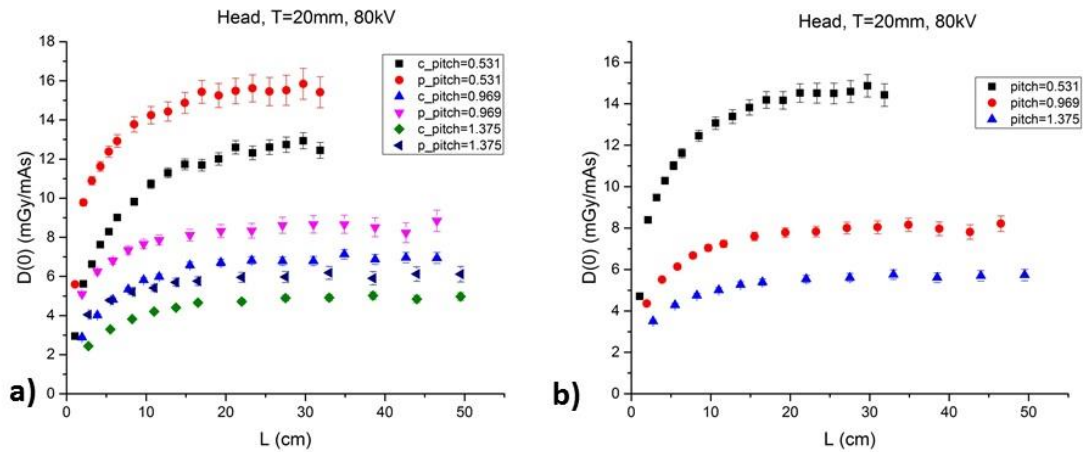 Head, T=20mm, 80kV
18
16
14
12
10
8
6
4
2
0
D(0) (mGy/mAs)
c_pitch=0.531
p_pitch=0.531
c_pitch=0.969
p_pitch=0.969
c_pitch=1.375
p_pitch=1.375
0 10 20 30 40 50
L (cm)
a)
Head, T=20mm, 80kV
16
14
12
10
8
6
4
2
0
D(0) (mGy/mAs)
pitch=0.531
pitch=0.969
pitch=1.375
0 10 20 30 40 50
L (cm)
b)